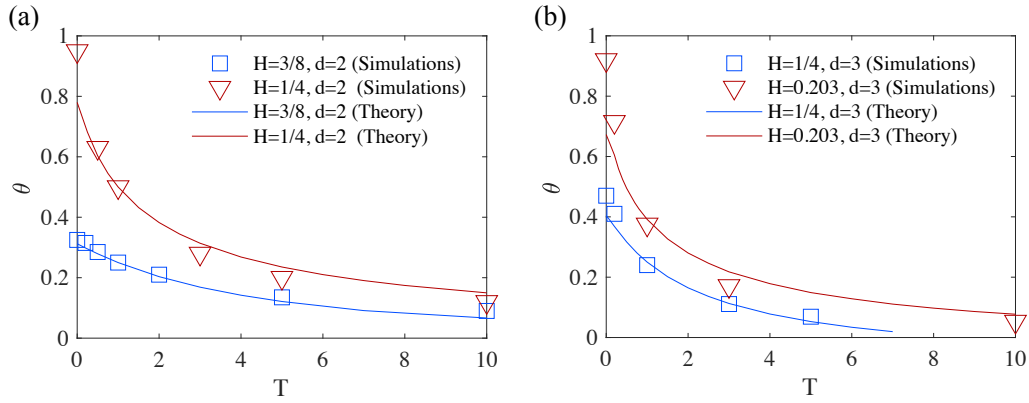 (a)
1
0.8
0.6
0.4
0.2
0
θ
H=3/8, d=2 (Simulations)
H=1/4, d=2 (Simulations)
H=3/8, d=2 (Theory)
H=1/4, d=2 (Theory)
0 2 4 6 8 10
T
(b)
1
0.8
0.6
0.4
0.2
0
θ
H=1/4, d=3 (Simulations)
H=0.203, d=3 (Simulations)
H=1/4, d=3 (Theory)
H=0.203, d=3 (Theory)
0 2 4 6 8 10
T